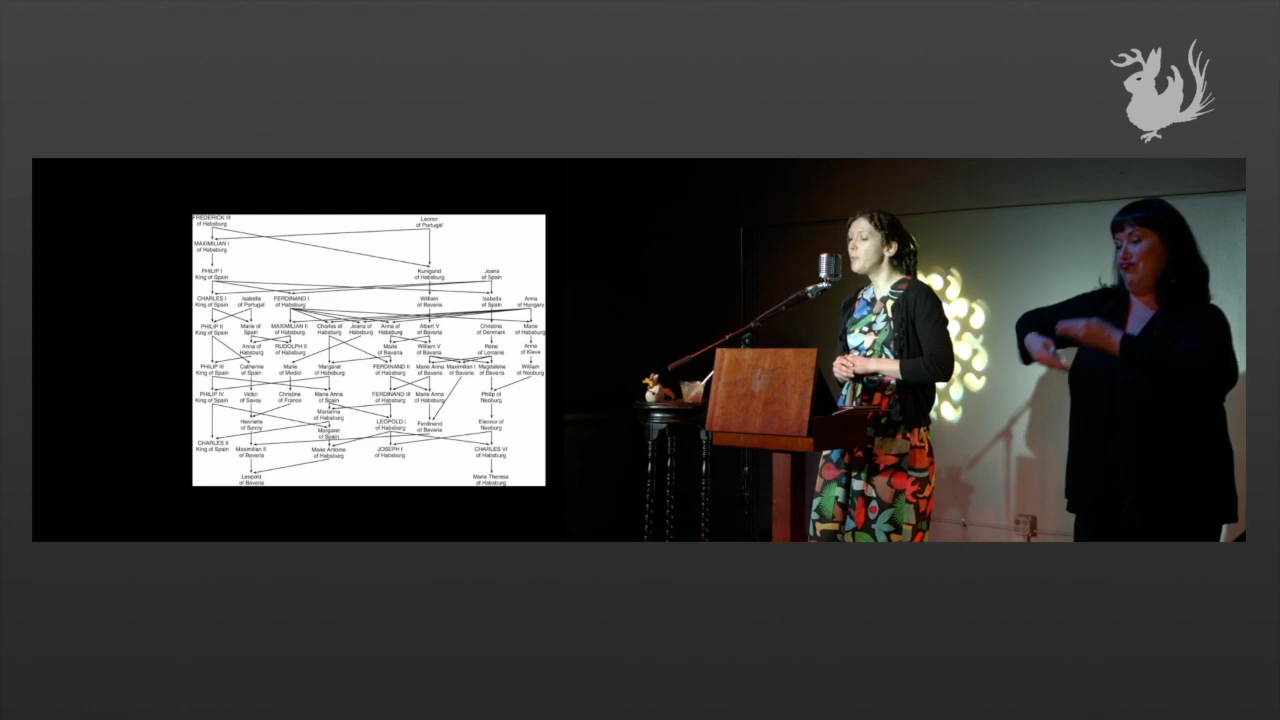 FREDERICK III
of Habsburg
Leonor
of Portugal
MAXIMILIAN I
of Habsburg
PHILIP I
King of Spain
Kunigund
of Habsburg
Joana
of Spain
CHARLES I
King of Spain
Isabella
of Portugal
FERDINAND I
of Habsburg
William
of Bavaria
Isabella
of Spain
Anna
of Hungary
PHILIP II
King of Spain
Marie of
Spain
MAXIMILIAN II
of Habsburg
Charles of
Habsburg
Joana of
Habsburg
Anna of
Habsburg
Albert V
of Bavaria
Christina
of Denmark
Marie
of Habsburg
Anna of
Habsburg
RUDOLPH II
of Habsburg
Marie
of Bavaria
William V
of Bavaria
Rene
of Lorraine
Anna
of Kleve
PHILIP III
King of Spain
Catherine
of Spain
Marie
of Medici
Margaret
of Habsburg
FERDINAND II
of Habsburg
Marie Anna
of Bavaria
Maximilian I
of Bavaria
Magdalene
of Bavaria
William
of Neoburg
PHILIP IV
King of Spain
Victor
of Savoy
Christine
of France
Marie Anna
of Spain
FERDINAND III
of Habsburg
Marie Anna
of Habsburg
Philip of
Neoburg
Marianna
of Habsburg
Henriette
of Savoy
LEOPOLD I
of Habsburg
Ferdinand
of Bavaria
Eleonor of
Neoburg
Margaret
of Spain
CHARLES II
King of Spain
Maximilian II
of Bavaria
Marie Antoine
of Habsburg
JOSEPH I
of Habsburg
CHARLES VI
of Habsburg
Leopold
of Bavaria
Marie Theresa
of Habsburg